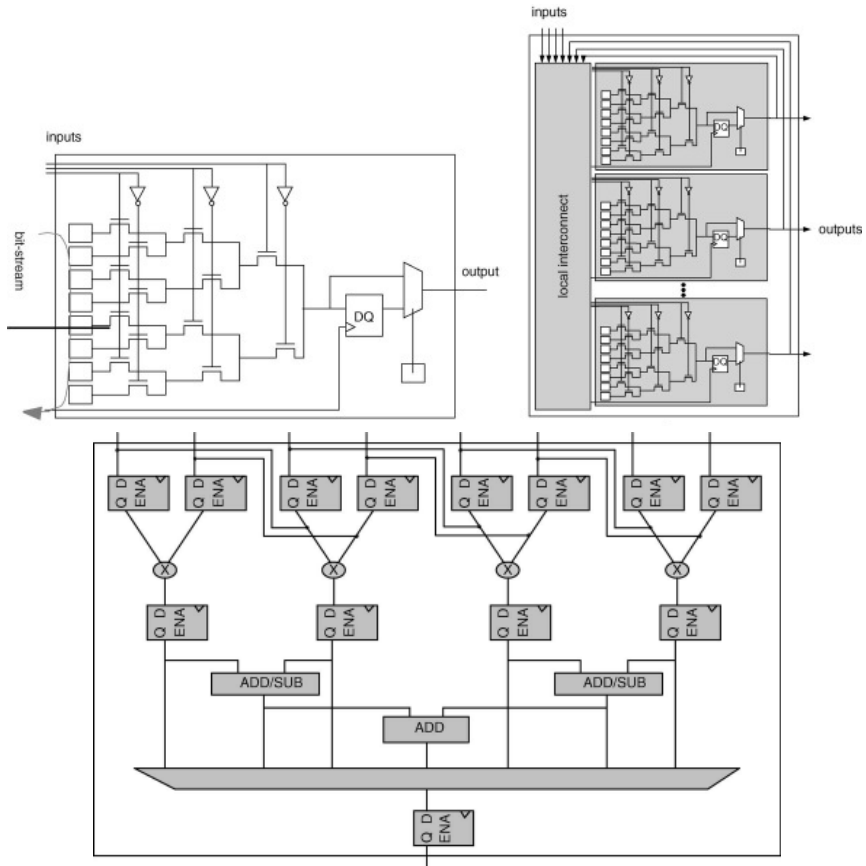 inputs
bit-stream
DQ
output
inputs
local interconnect
DQ
DQ
DQ
outputs
Q D ENA
Q D ENA
Q D ENA
Q D ENA
Q D ENA
Q D ENA
Q D ENA
Q D ENA
X
X
X
X
Q D ENA
Q D ENA
Q D ENA
Q D ENA
ADD/SUB
ADD/SUB
ADD
Q D ENA